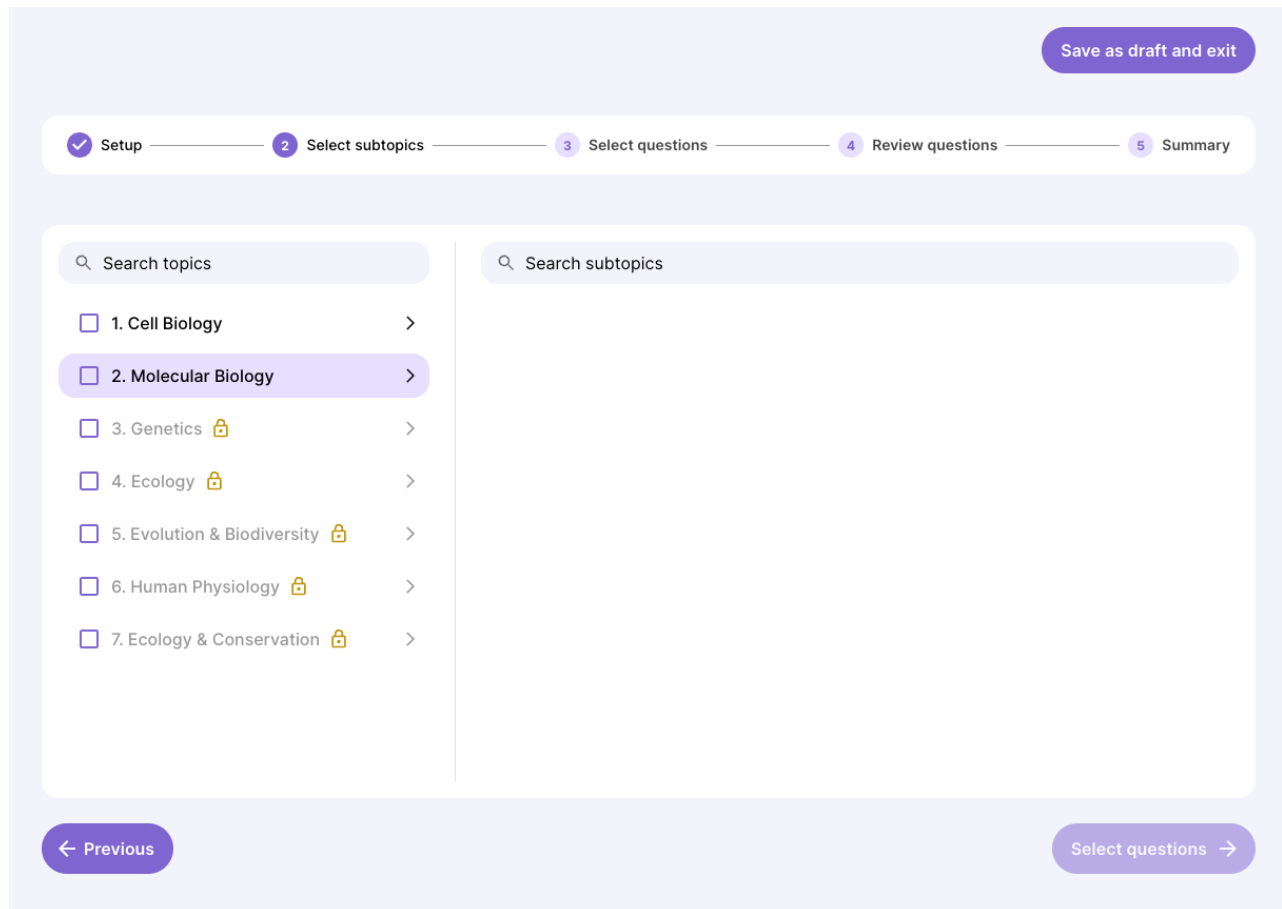 Save as draft and exit
Setup 2 Select subtopics 3 Select questions 4 Review questions 5 Summary
Search topics
Search subtopics
1. Cell Biology
2. Molecular Biology
3. Genetics
4. Ecology
5. Evolution & Biodiversity
6. Human Physiology
7. Ecology & Conservation
Previous
Select questions